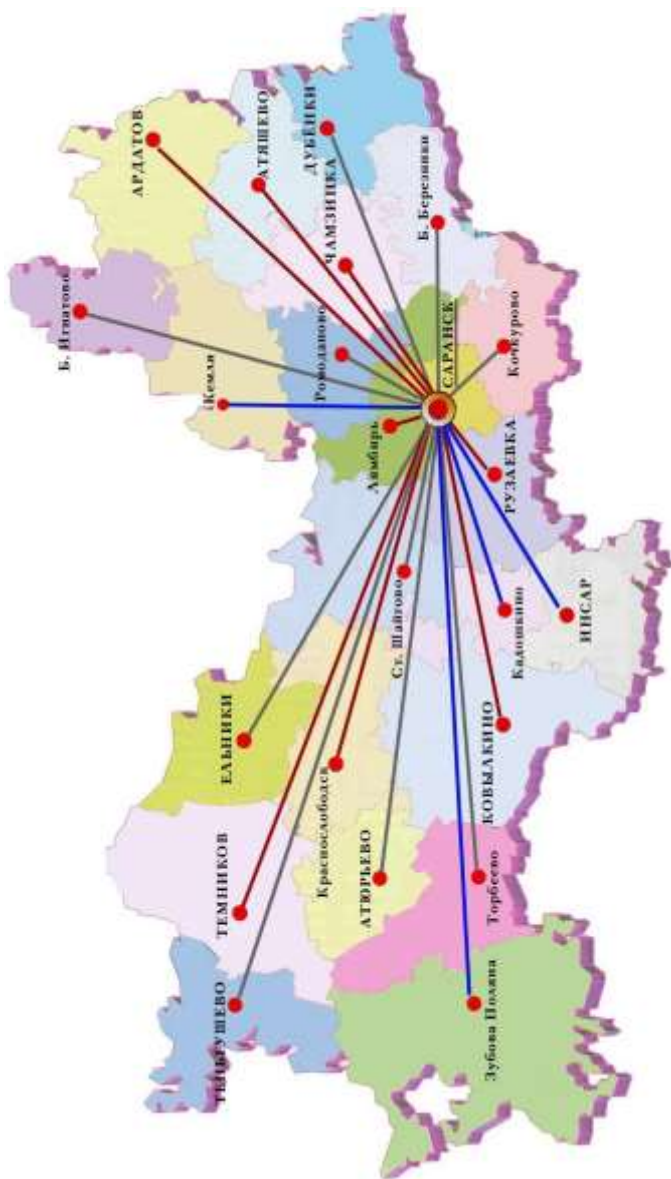 ТЕНЬГУШЕВО
ТЕМНИКОВ
ЕЛЬНИКИ
Краснослободск
АТЮРЬЕВО
Зубова Поляна
Торбеево
КОВЫЛКИНО
Ст. Шайгово
Кадошкино
ИНСАР
РУЗАЕВКА
Лямбирь
САРАНСК
Кочкурово
Ромоданово
Кемля
Б. Игнатово
АРДАТОВ
АТЯШЕВО
ЧАМЗИНКА
ДУБЁНКИ
Б. Березники